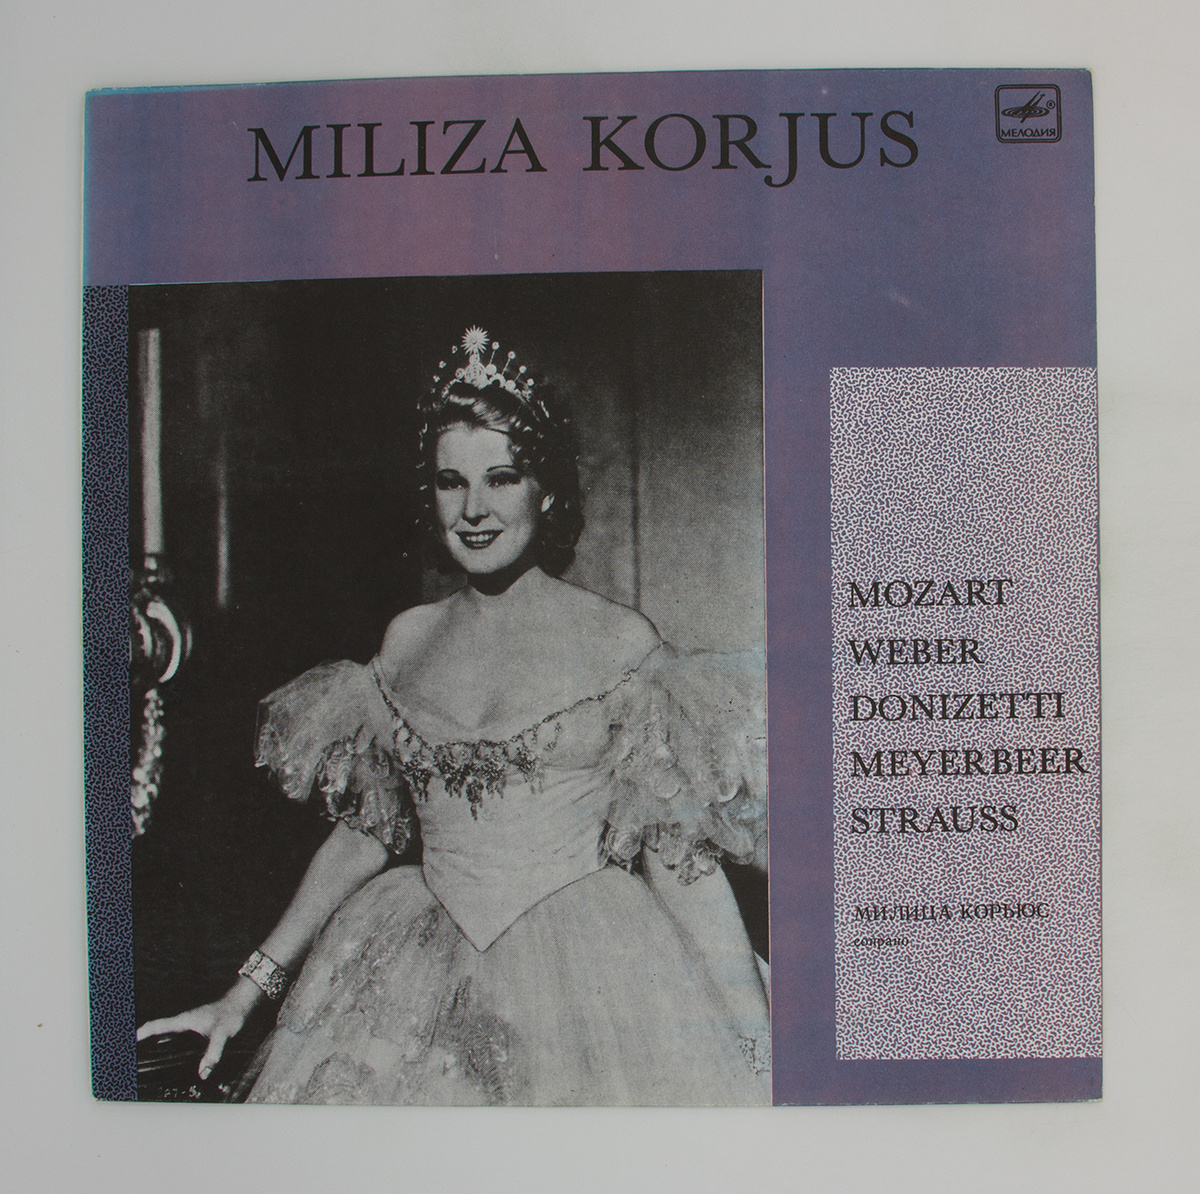 MILIZA KORJUS
МЕЛОДИЯ
MOZART
WEBER
DONIZETTI
MEYERBEER
STRAUSS
МИЛИЦА КОРЬЮС
сопрано